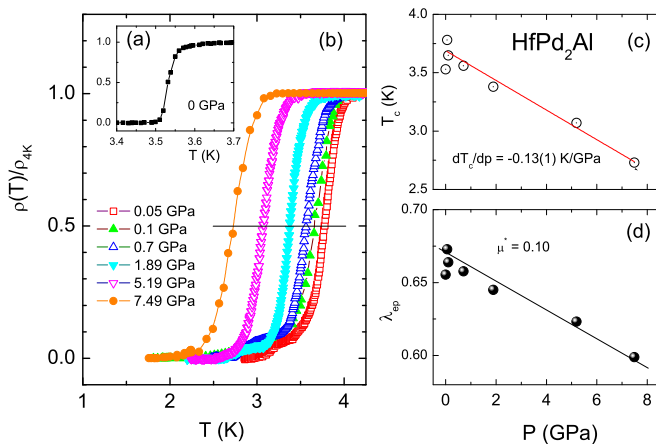 (a)
1.0
0.5
0.0
0 GPa
3.4 3.5 3.6 3.7
T (K)
(b)
ρ(T)/ρ4K
1.0
0.5
0.0
0.05 GPa
0.1 GPa
0.7 GPa
1.89 GPa
5.19 GPa
7.49 GPa
1 2 3 4
T (K)
HfPd2Al (c)
Tc (K)
4.0
3.5
3.0
2.5
dTc/dp = -0.13(1) K/GPa
(d)
μ* = 0.10
λep
0.70
0.65
0.60
0 2 4 6 8
P (GPa)